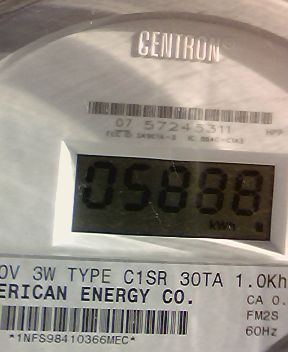 CENTRON®
07 57245311
05888
kWh
0V 3W TYPE C1SR 30TA 1.0Kh
ERICAN ENERGY CO. CA 0.
FM2S
*1NFS98410366MEC* 60Hz